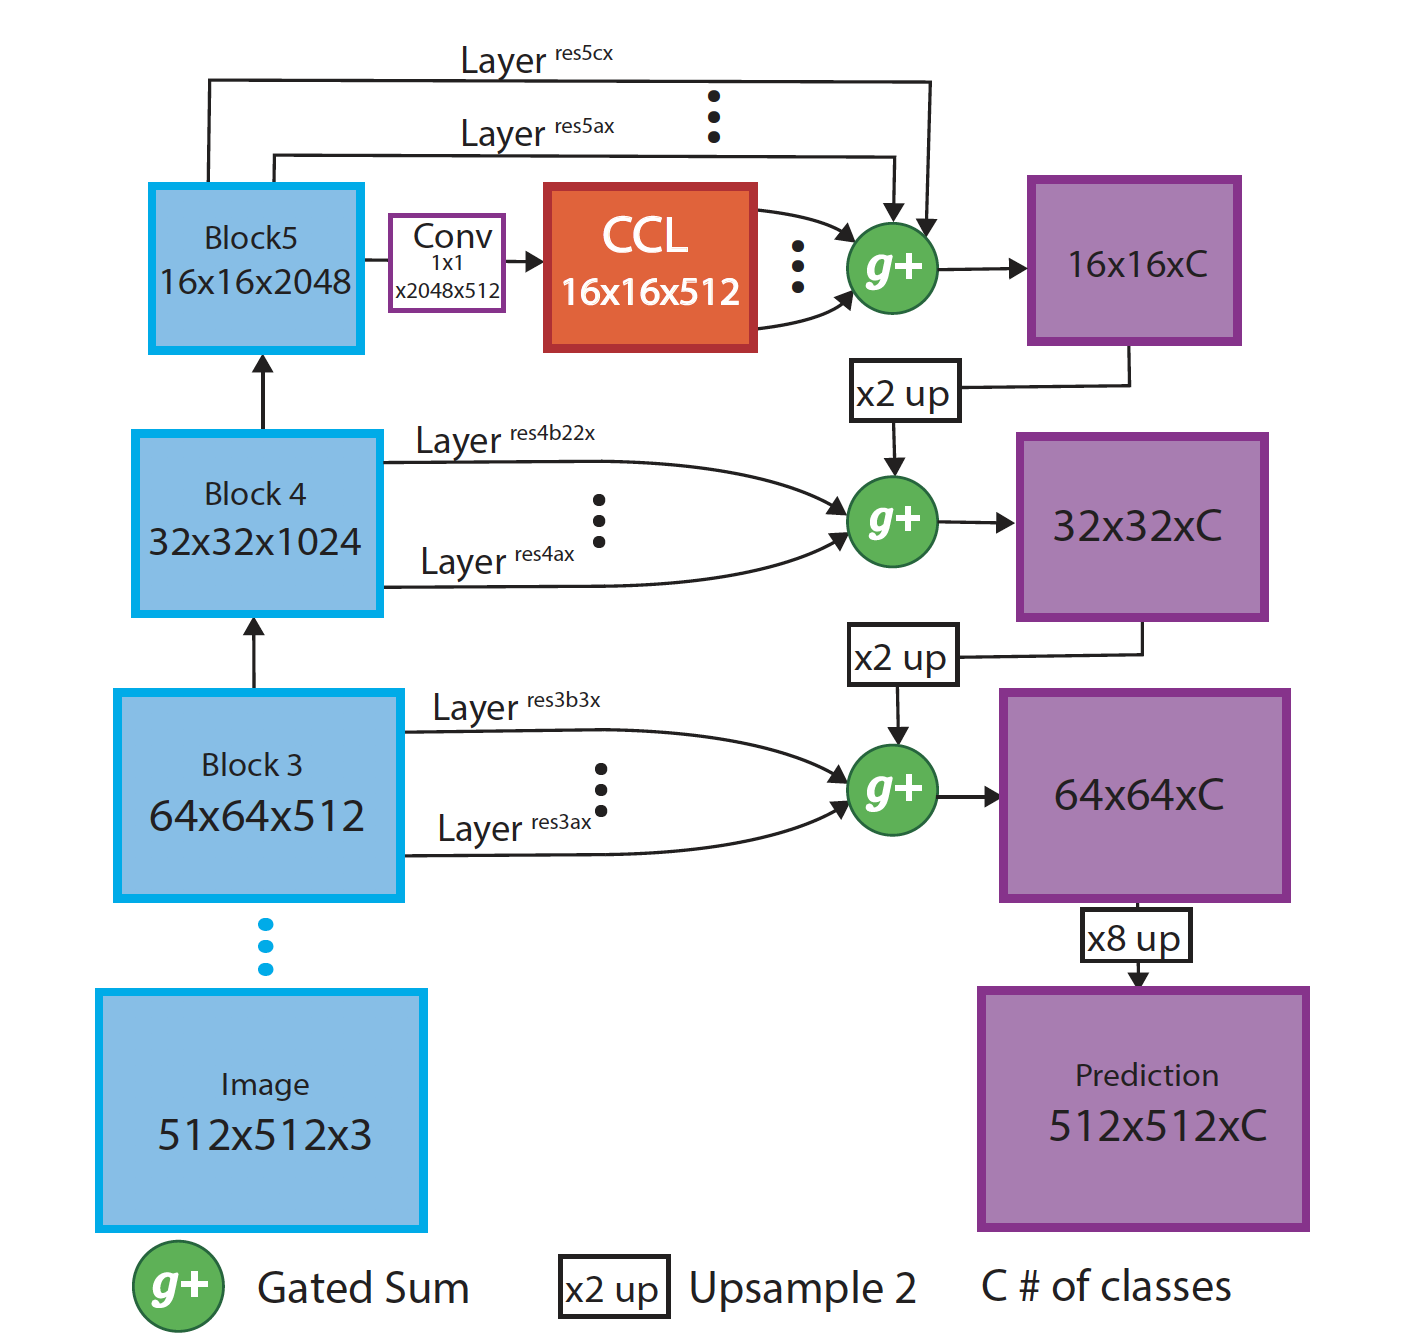 Layer res5cx
Layer res5ax
Block5
16x16x2048
Conv
1x1
x2048x512
CCL
16x16x512
g+
16x16xC
x2 up
Layer res4b22x
Block 4
32x32x1024
Layer res4ax
g+
32x32xC
x2 up
Layer res3b3x
Block 3
64x64x512
Layer res3ax
g+
64x64xC
x8 up
Image
512x512x3
Prediction
512x512xC
g+ Gated Sum
x2 up Upsample 2
C # of classes